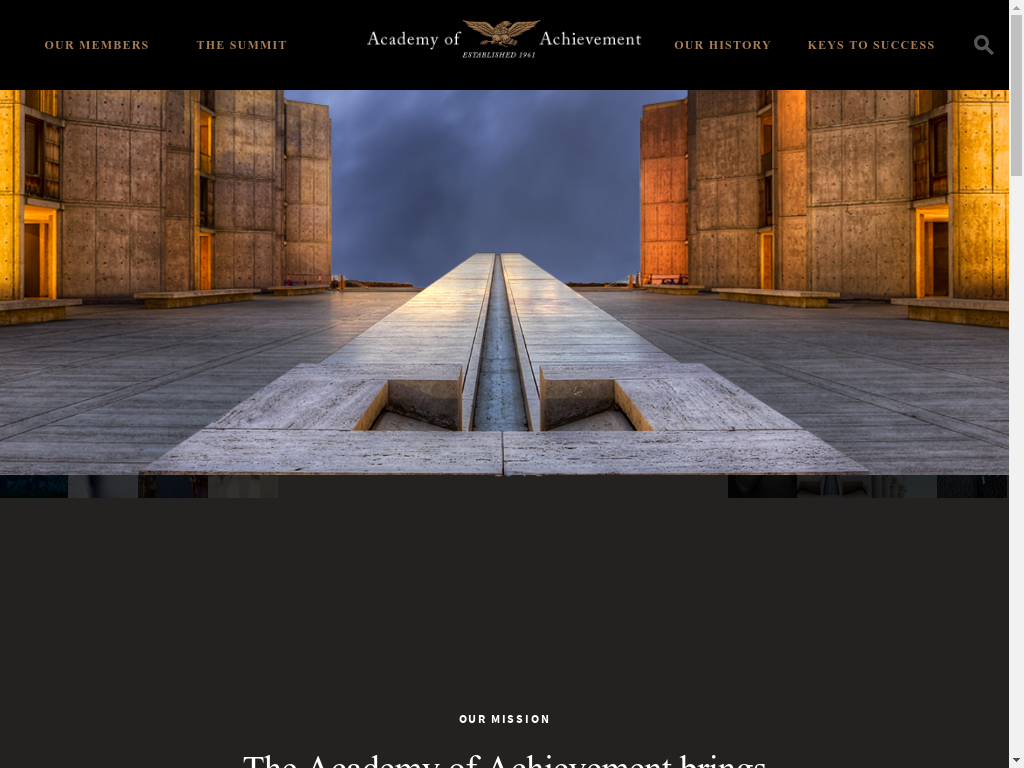 OUR MEMBERS
THE SUMMIT
Academy of Achievement
ESTABLISHED 1961
OUR HISTORY
KEYS TO SUCCESS
OUR MISSION
The Academy of Achievement brings